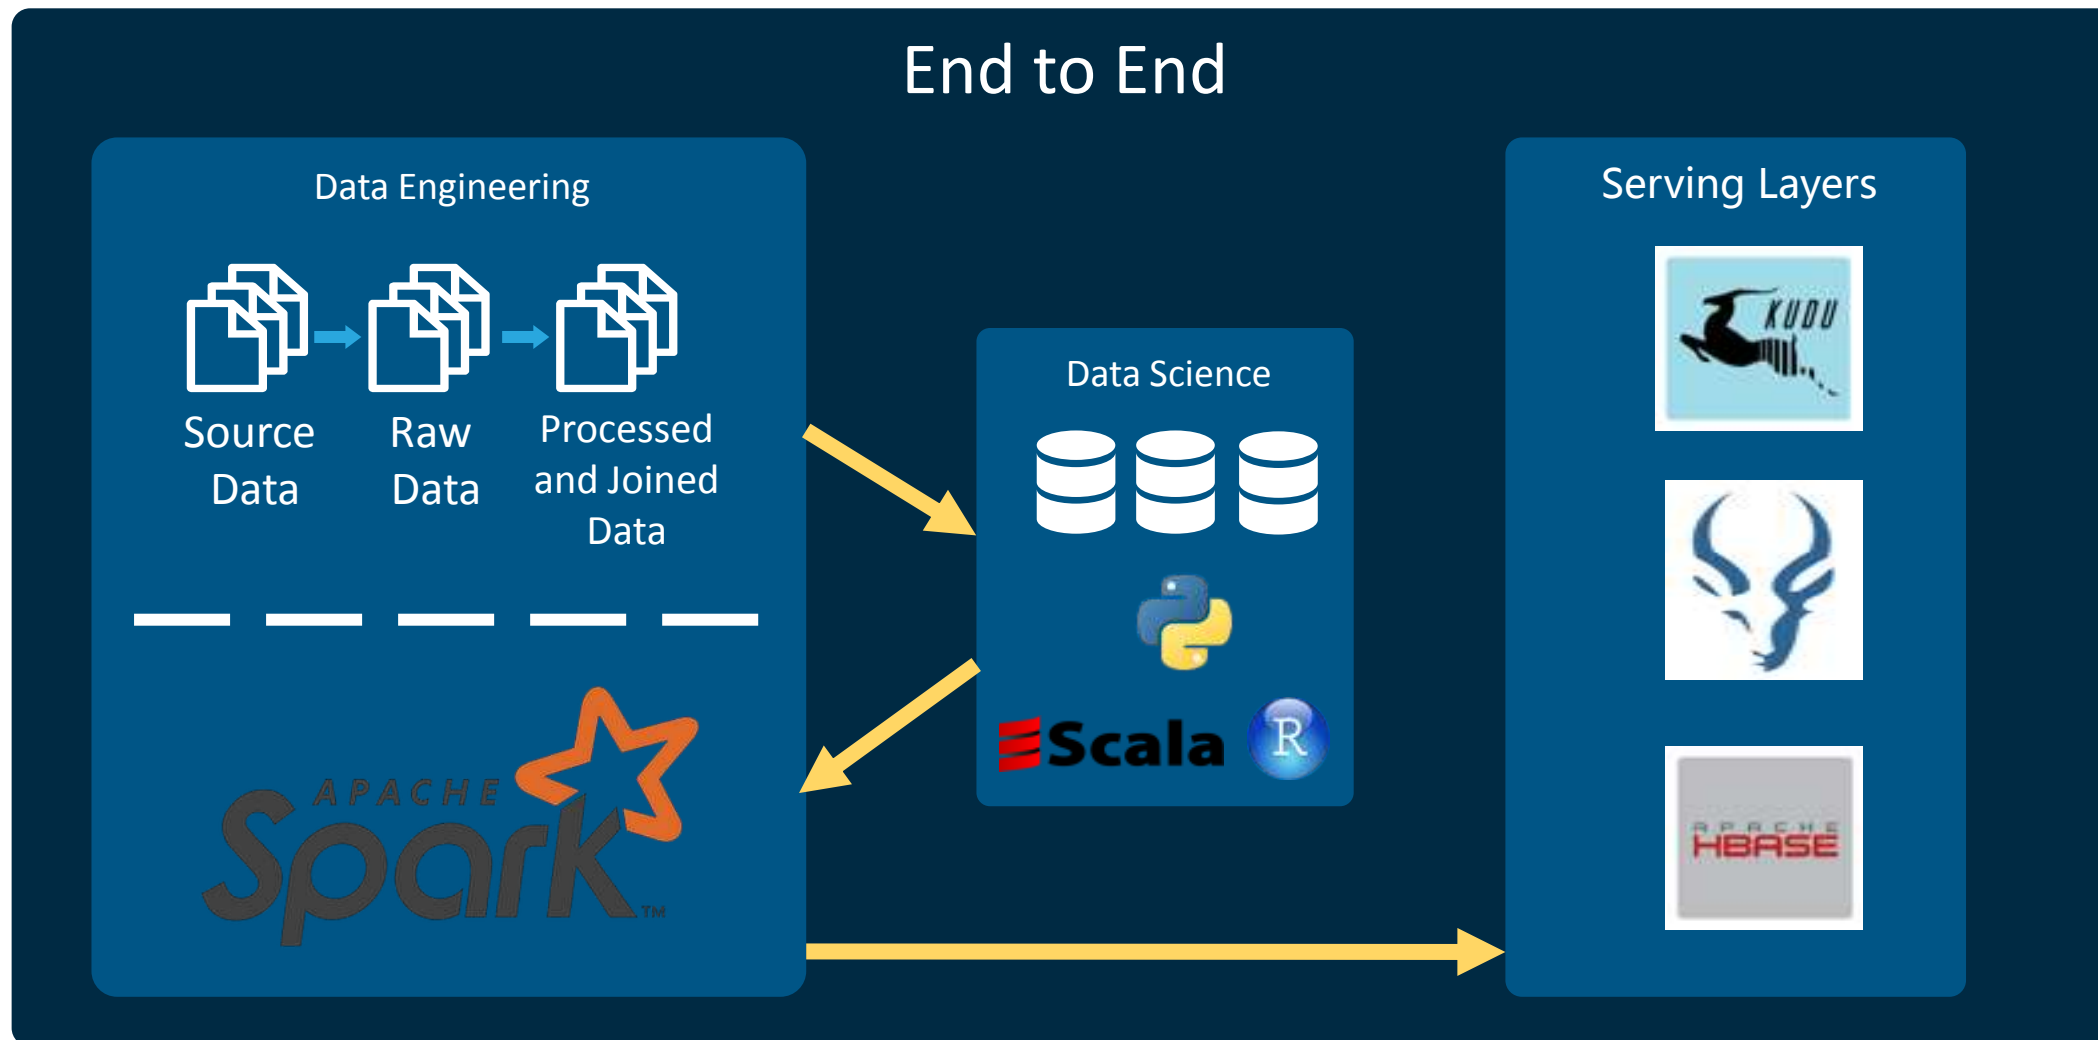 End to End
Data Engineering
Source
Data
Raw
Data
Processed
and Joined
Data
APACHE
Spark
TM
Data Science
Scala
R
Serving Layers
KUDU
APACHE
HBASE